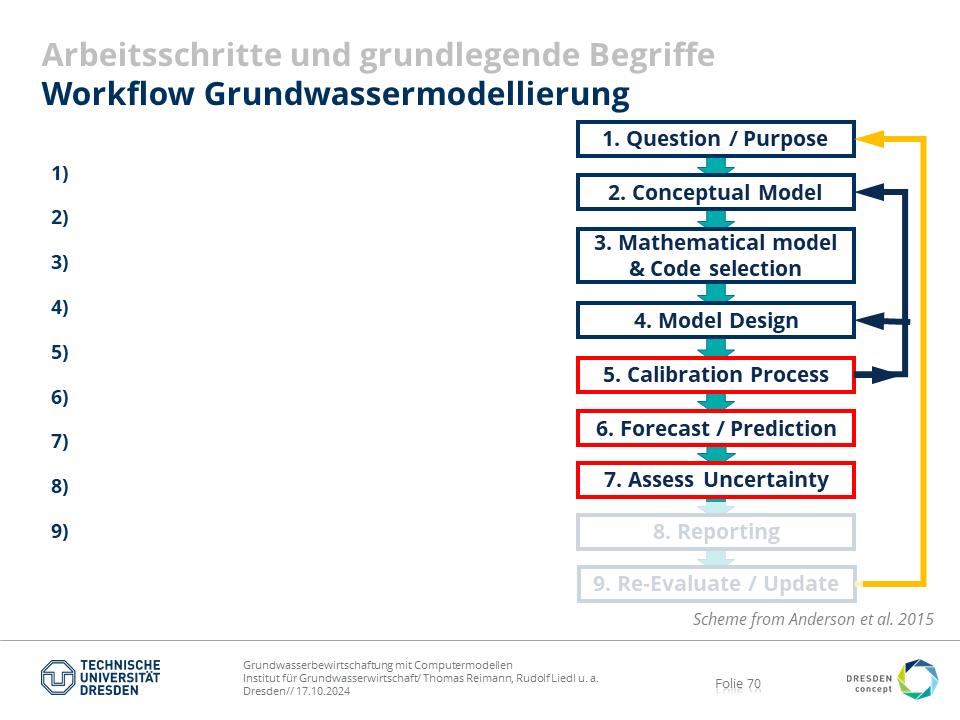 Arbeitsschritte und grundlegende Begriffe
Workflow Grundwassermodellierung
1)
2)
3)
4)
5)
6)
7)
8)
9)
1. Question / Purpose
2. Conceptual Model
3. Mathematical model
& Code selection
4. Model Design
5. Calibration Process
6. Forecast / Prediction
7. Assess Uncertainty
8. Reporting
9. Re-Evaluate / Update
Scheme from Anderson et al. 2015
TECHNISCHE
UNIVERSITÄT
DRESDEN
Grundwasserbewirtschaftung mit Computermodellen
Institut für Grundwasserwirtschaft/ Thomas Reimann, Rudolf Liedl u. a.
Dresden// 17.10.2024
Folie 70
DRESDEN
concept